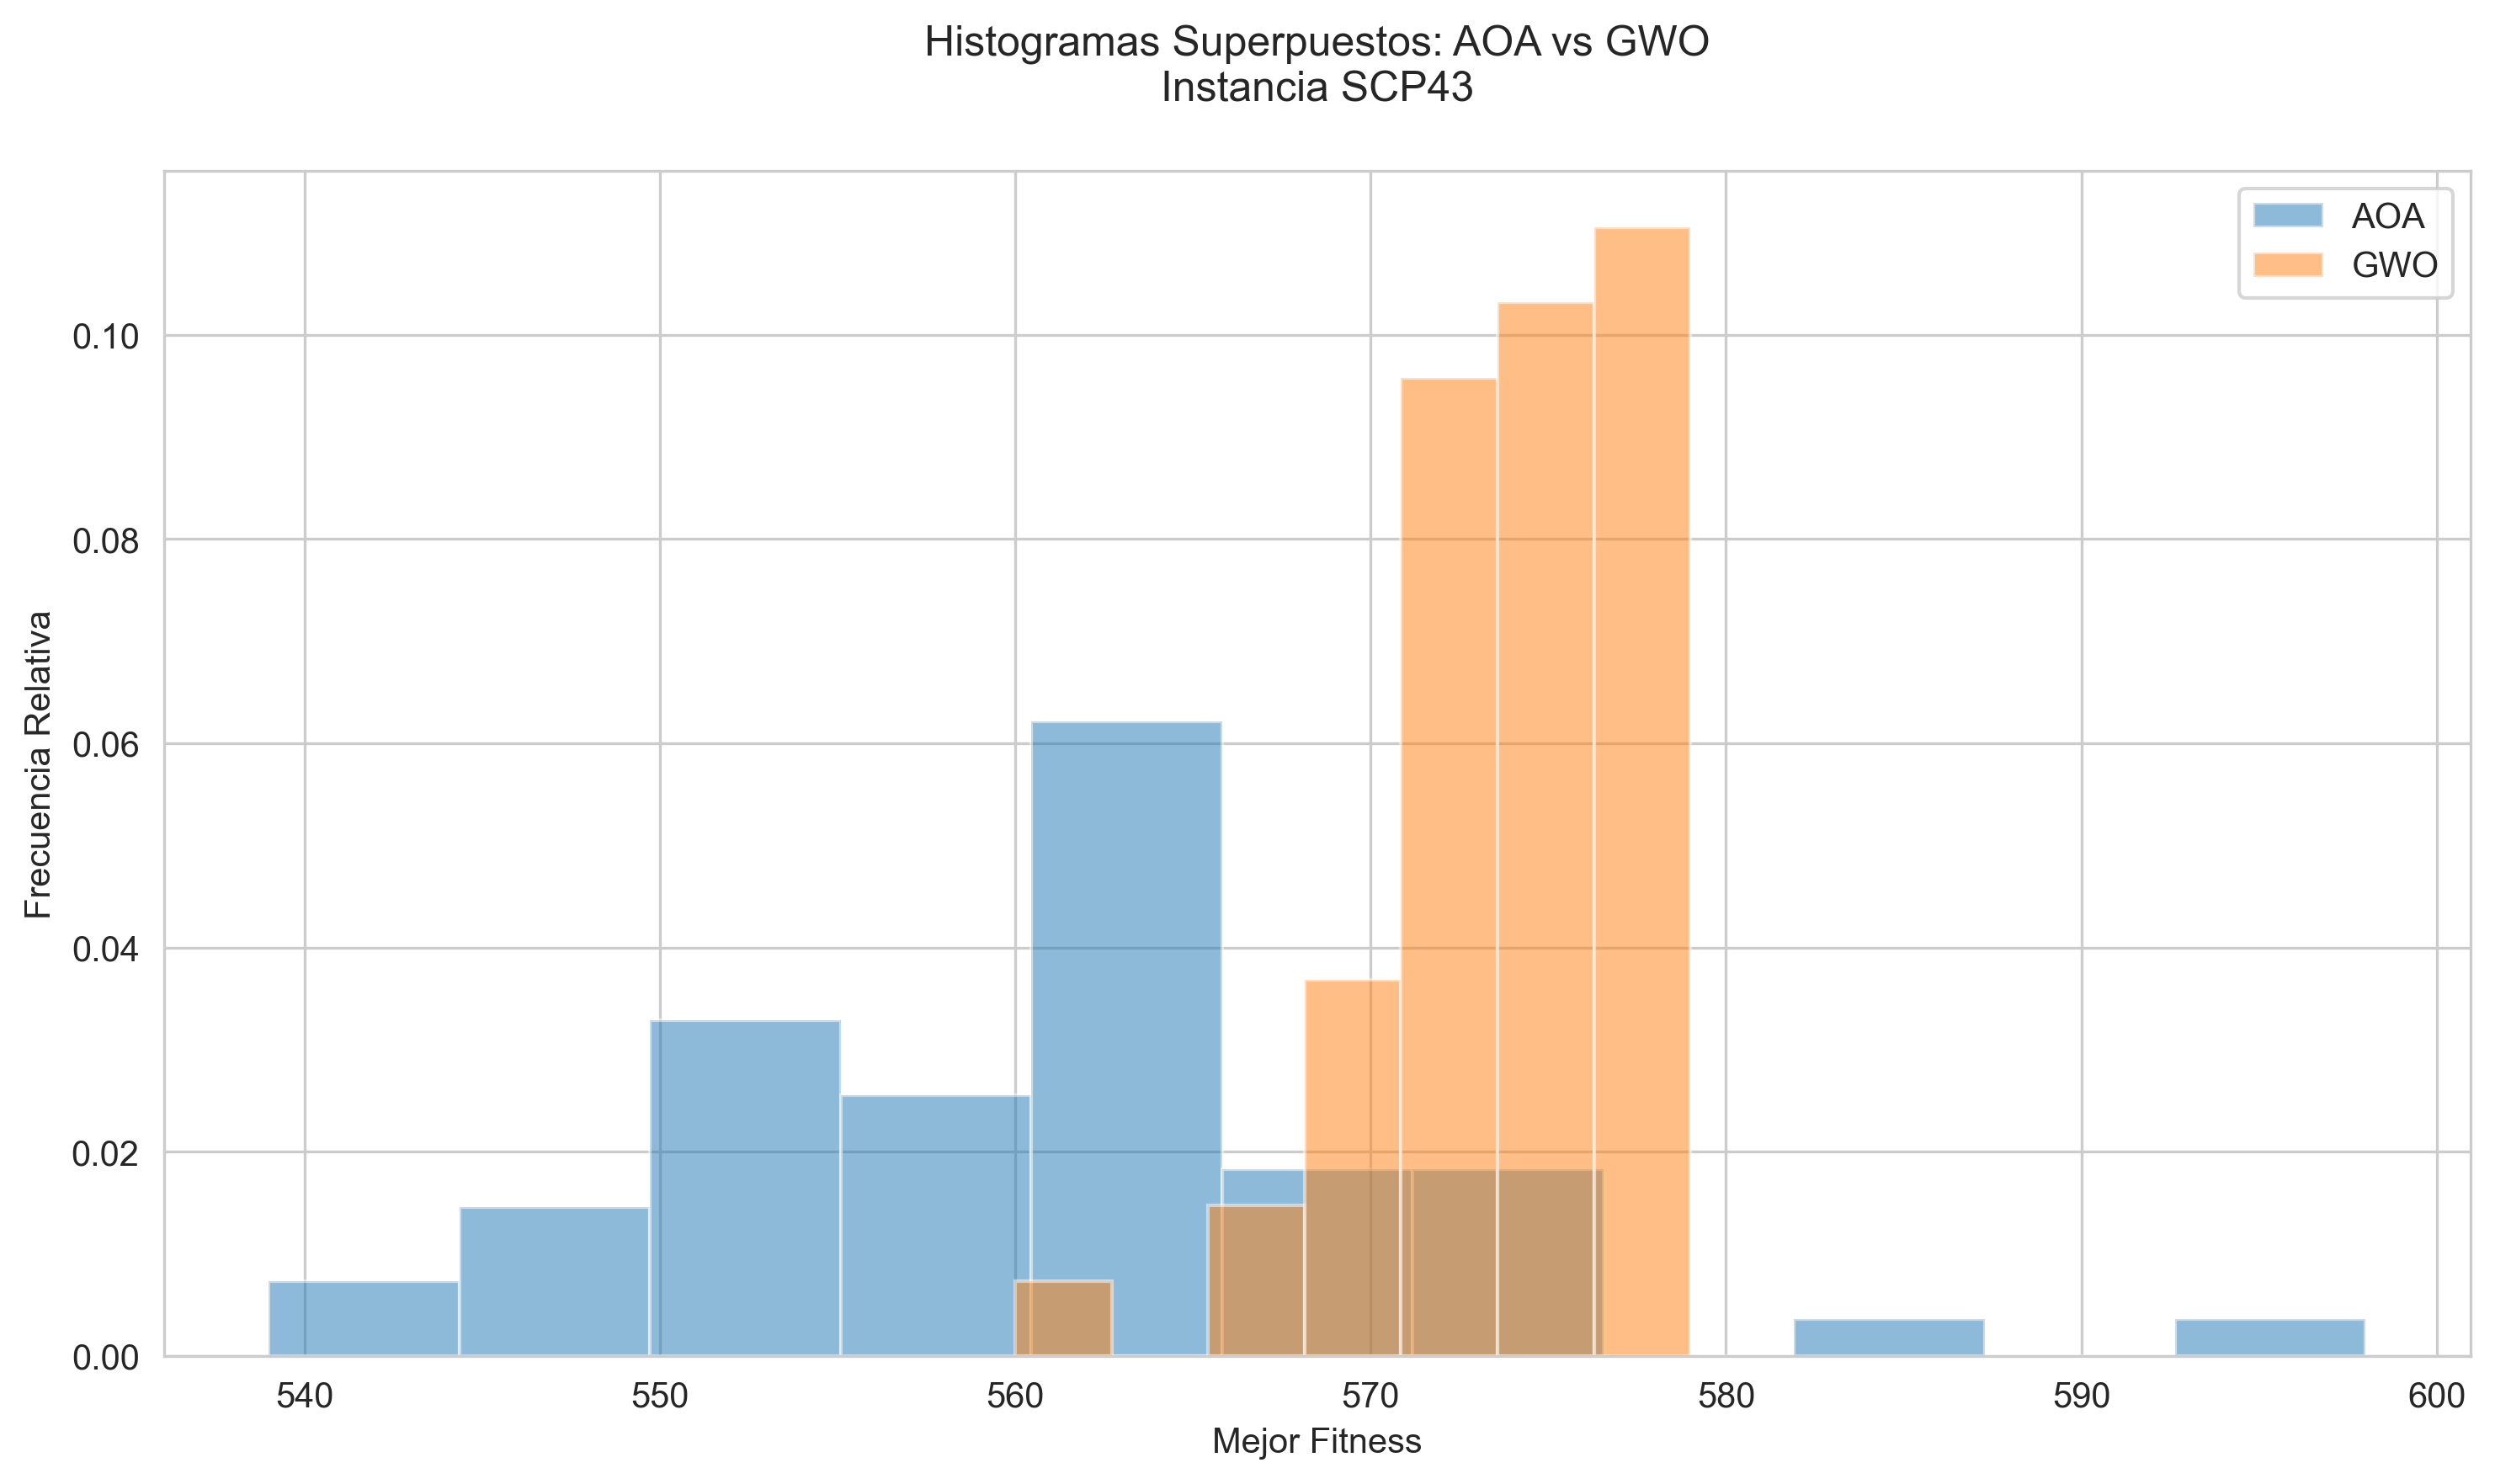 Histogramas Superpuestos: AOA vs GWO
Instancia SCP43
AOA
GWO
Frecuencia Relativa
0.10
0.08
0.06
0.04
0.02
0.00
540 550 560 570 580 590 600
Mejor Fitness